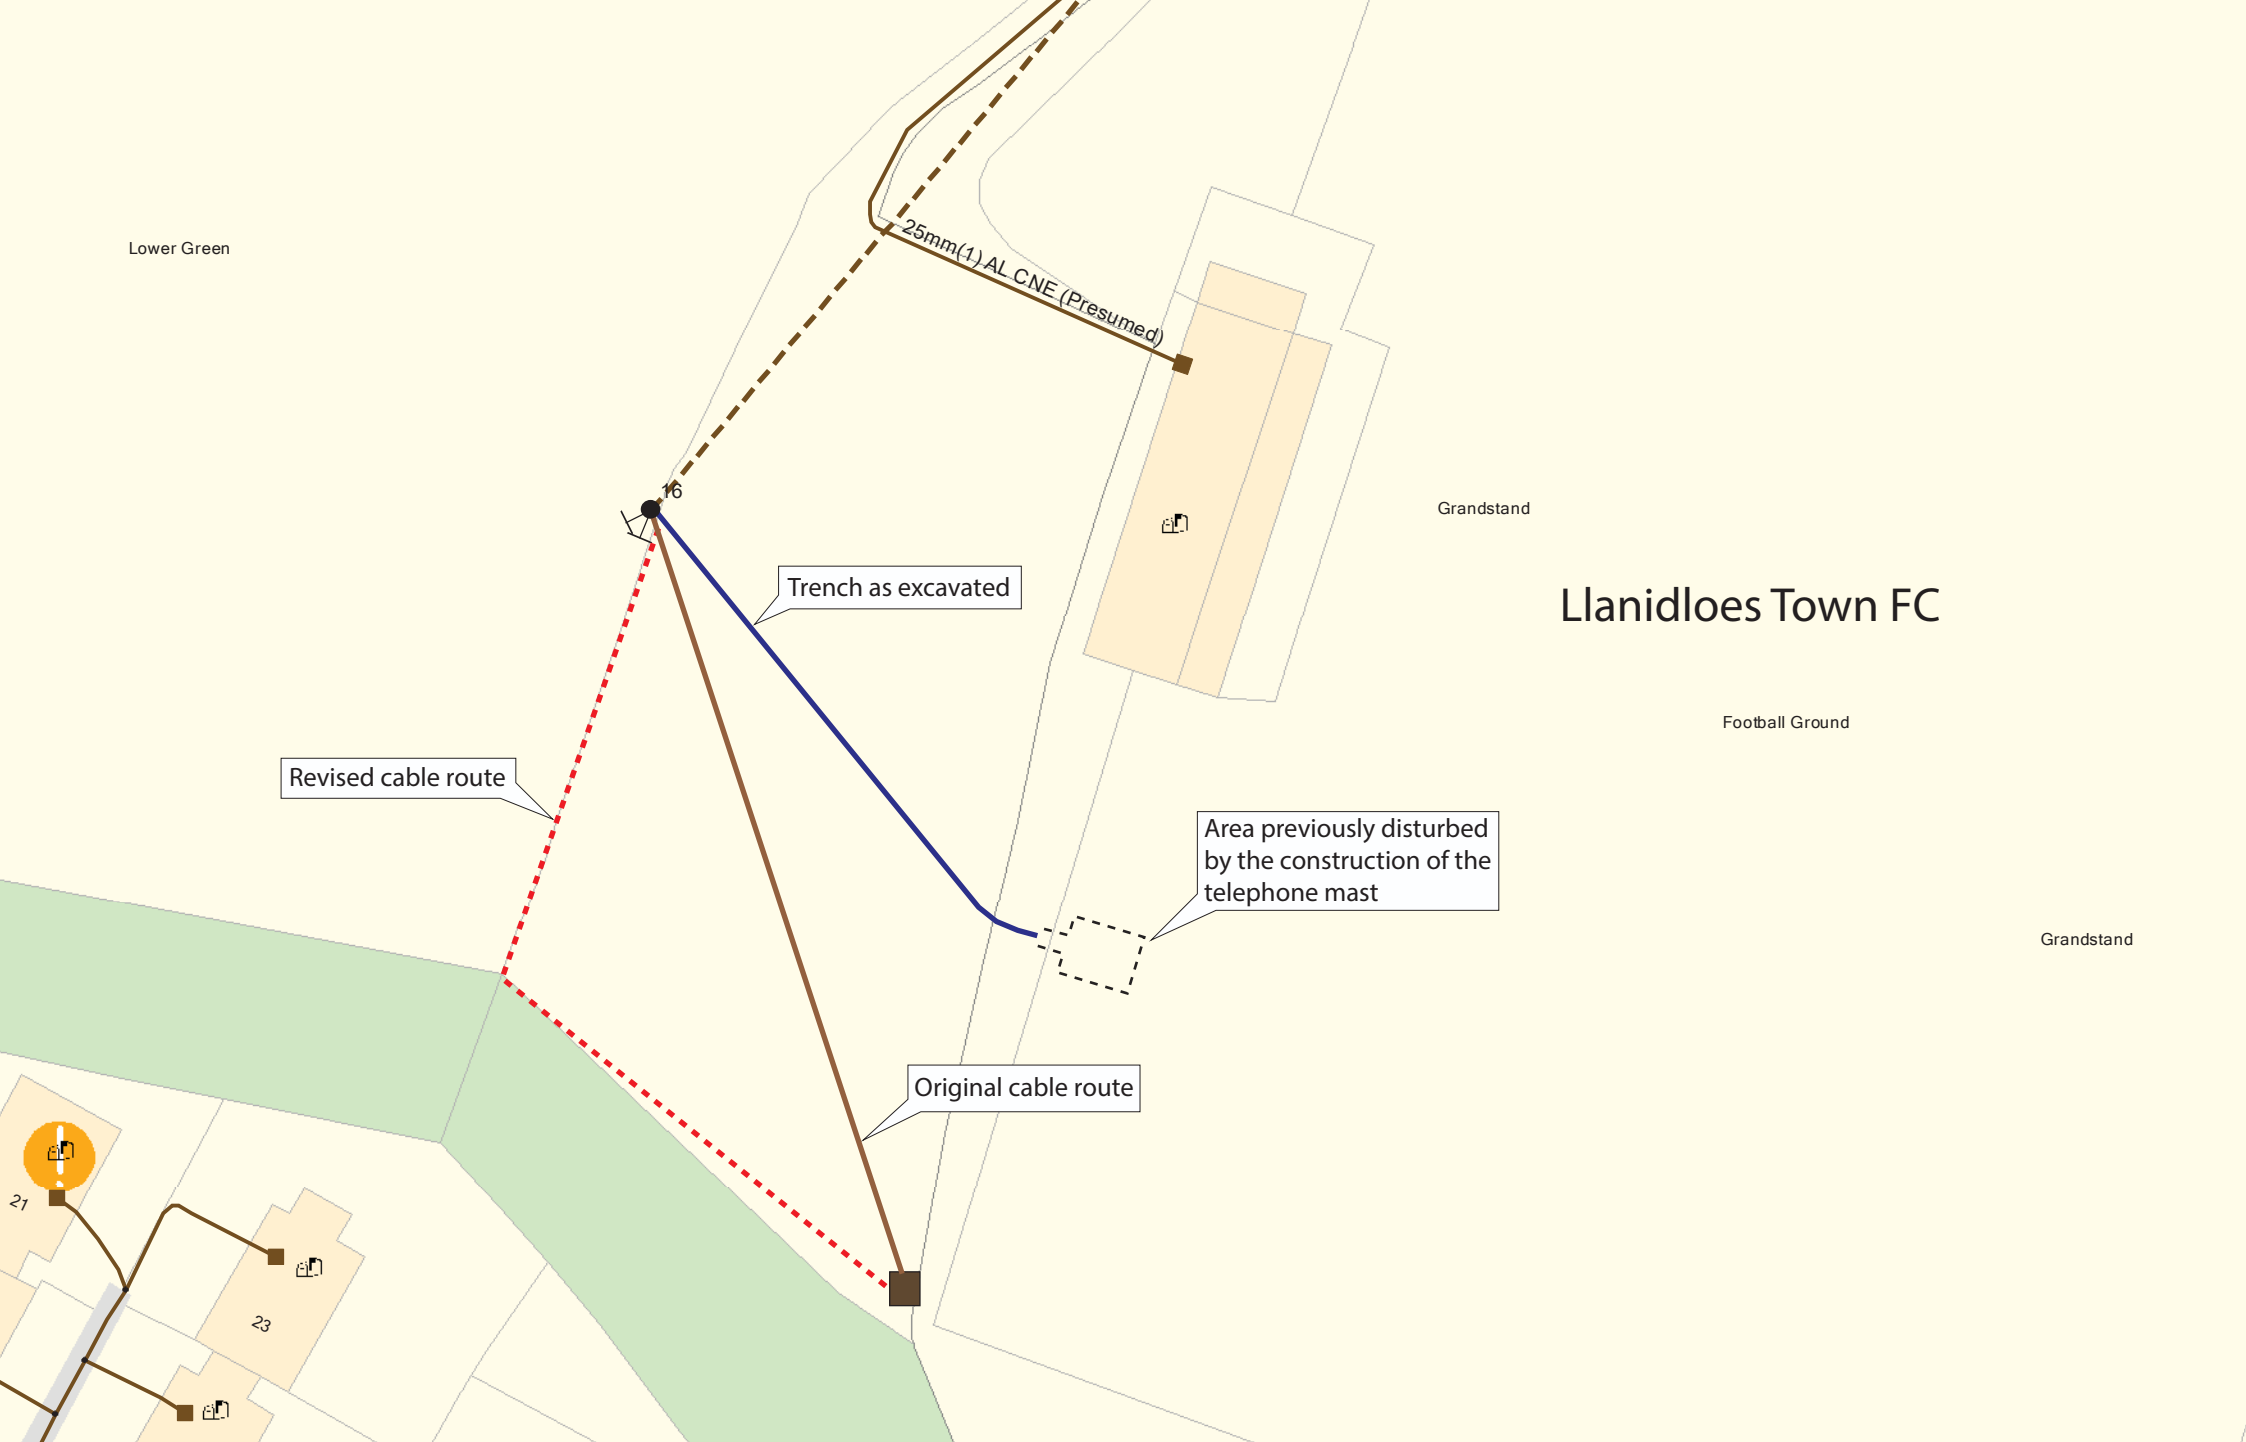 Lower Green
25mm(1) AL CNE (Presumed)
16
Grandstand
Trench as excavated
Llanidloes Town FC
Football Ground
Revised cable route
Area previously disturbed
by the construction of the
telephone mast
Grandstand
Original cable route
21
23